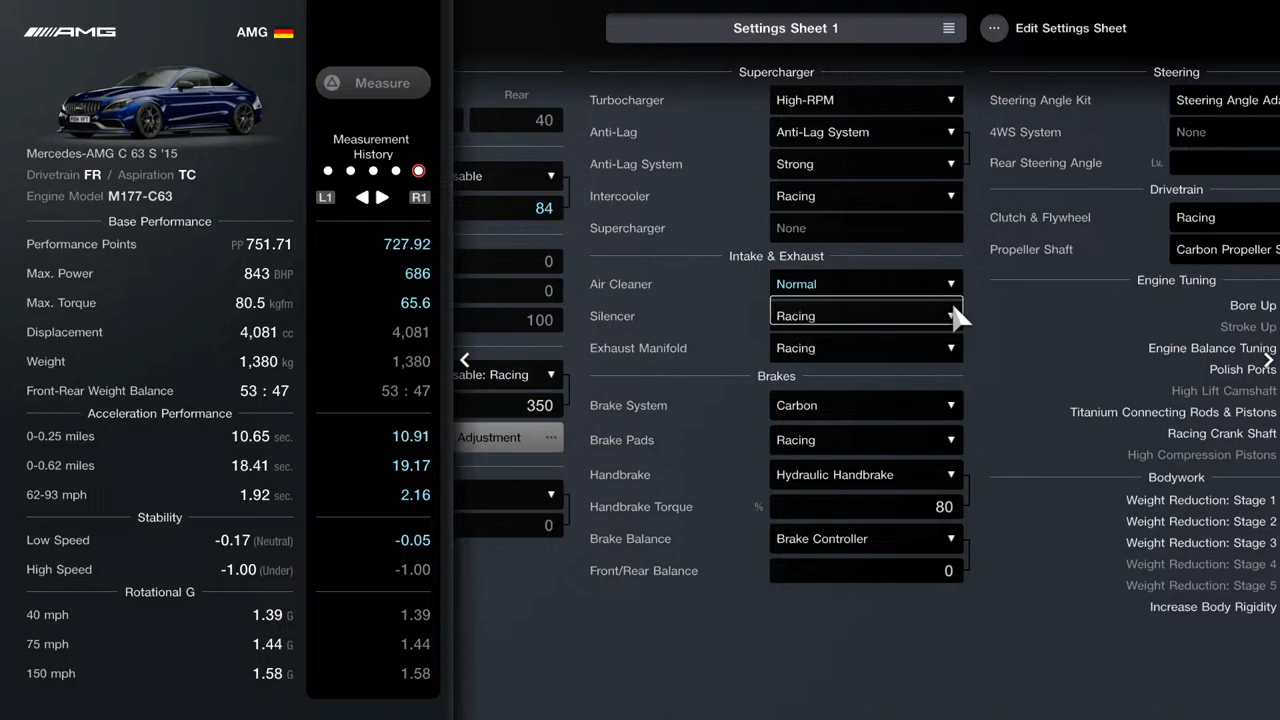 AMG
AMG
Mercedes-AMG C 63 S '15
Drivetrain FR / Aspiration TC
Engine Model M177-C63
Base Performance
Performance Points PP 751.71
Max. Power 843 BHP
Max. Torque 80.5 kgfm
Displacement 4,081 cc
Weight 1,380 kg
Front-Rear Weight Balance 53 : 47
Acceleration Performance
0-0.25 miles 10.65 sec.
0-0.62 miles 18.41 sec.
62-93 mph 1.92 sec.
Stability
Low Speed -0.17 (Neutral)
High Speed -1.00 (Under)
Rotational G
40 mph 1.39 G
75 mph 1.44 G
150 mph 1.58 G
Measure
Measurement
History
L1 R1
727.92
686
65.6
4,081
1,380
53 : 47
10.91
19.17
2.16
-0.05
-1.00
1.39
1.44
1.58
Rear
40
sable
84
0
0
100
sable: Racing
350
Adjustment ...
0
Settings Sheet 1
... Edit Settings Sheet
Supercharger
Turbocharger High-RPM
Anti-Lag Anti-Lag System
Anti-Lag System Strong
Intercooler Racing
Supercharger None
Intake & Exhaust
Air Cleaner Normal
Silencer Racing
Exhaust Manifold Racing
Brakes
Brake System Carbon
Brake Pads Racing
Handbrake Hydraulic Handbrake
Handbrake Torque % 80
Brake Balance Brake Controller
Front/Rear Balance 0
Steering
Steering Angle Kit Steering Angle Ada
4WS System None
Rear Steering Angle Lv.
Drivetrain
Clutch & Flywheel Racing
Propeller Shaft Carbon Propeller S
Engine Tuning
Bore Up
Stroke Up
Engine Balance Tuning
Polish Ports
High Lift Camshaft
Titanium Connecting Rods & Pistons
Racing Crank Shaft
High Compression Pistons
Bodywork
Weight Reduction: Stage 1
Weight Reduction: Stage 2
Weight Reduction: Stage 3
Weight Reduction: Stage 4
Weight Reduction: Stage 5
Increase Body Rigidity